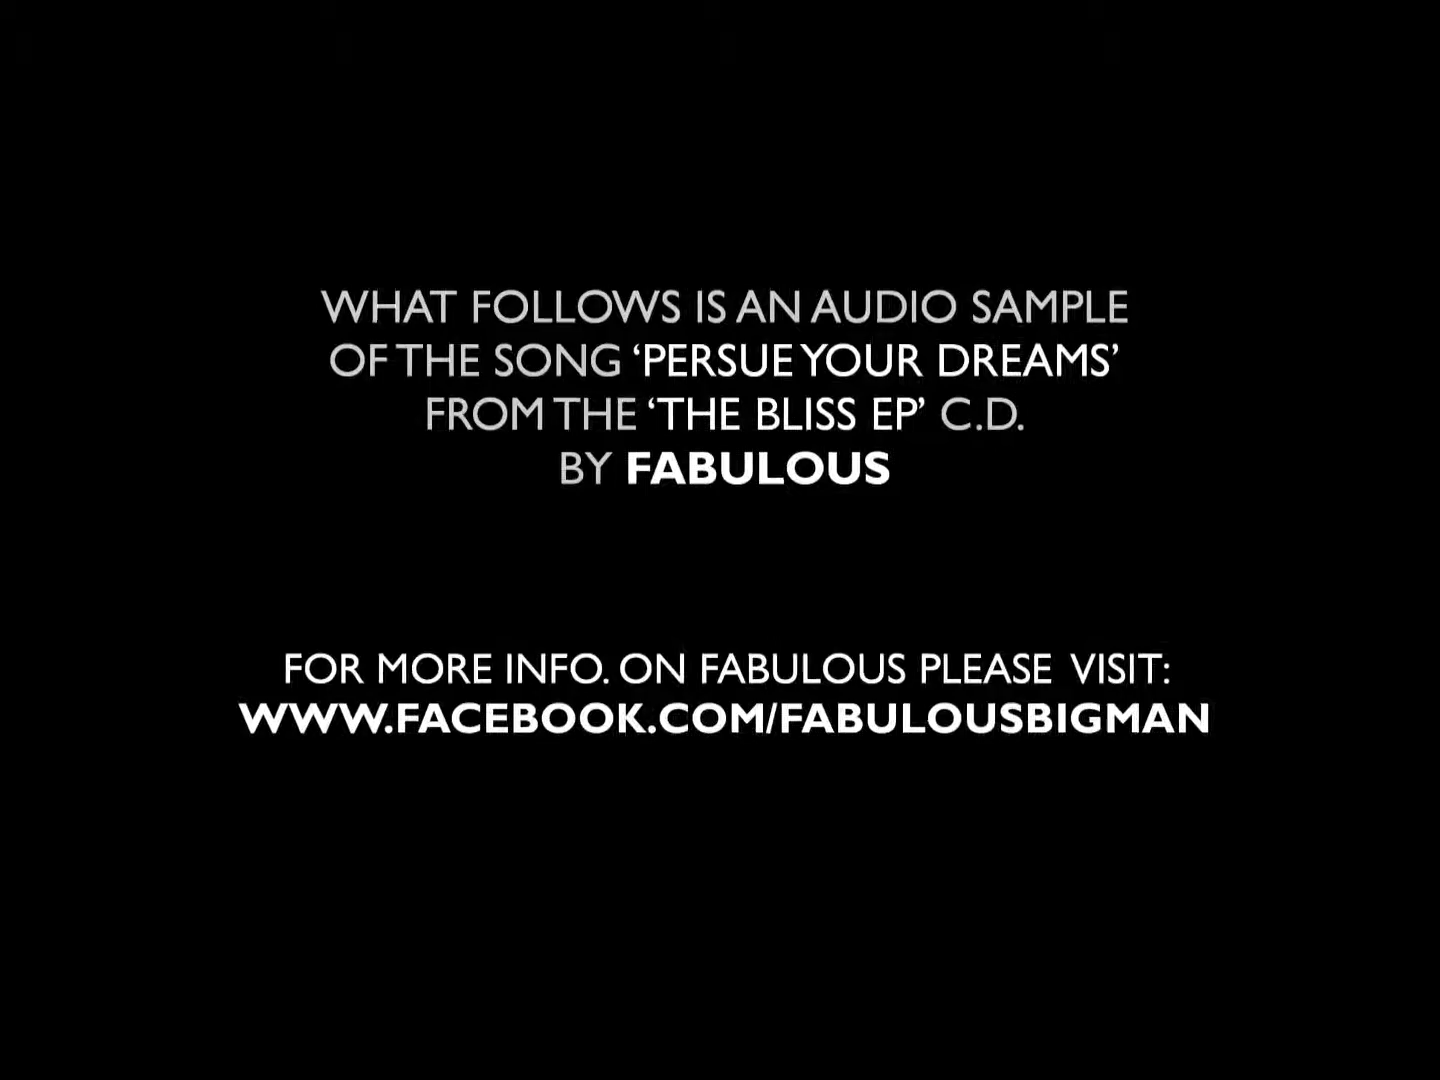 WHAT FOLLOWS IS AN AUDIO SAMPLE
OF THE SONG ‘PERSUE YOUR DREAMS’
FROM THE ‘THE BLISS EP’ C.D.
BY FABULOUS
FOR MORE INFO. ON FABULOUS PLEASE VISIT:
WWW.FACEBOOK.COM/FABULOUSBIGMAN